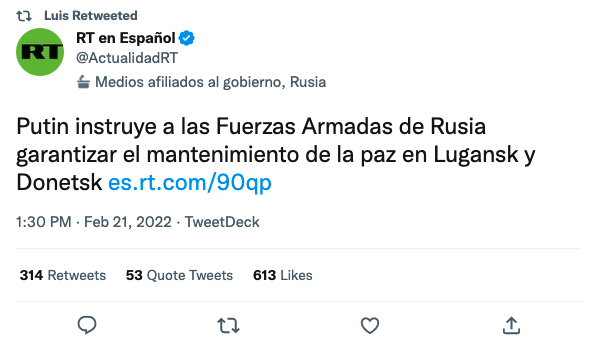 Luis Retweeted
RT
RT en Español
@ActualidadRT
Medios afiliados al gobierno, Rusia
Putin instruye a las Fuerzas Armadas de Rusia
garantizar el mantenimiento de la paz en Lugansk y
Donetsk es.rt.com/90qp
1:30 PM · Feb 21, 2022 · TweetDeck
314 Retweets 53 Quote Tweets 613 Likes